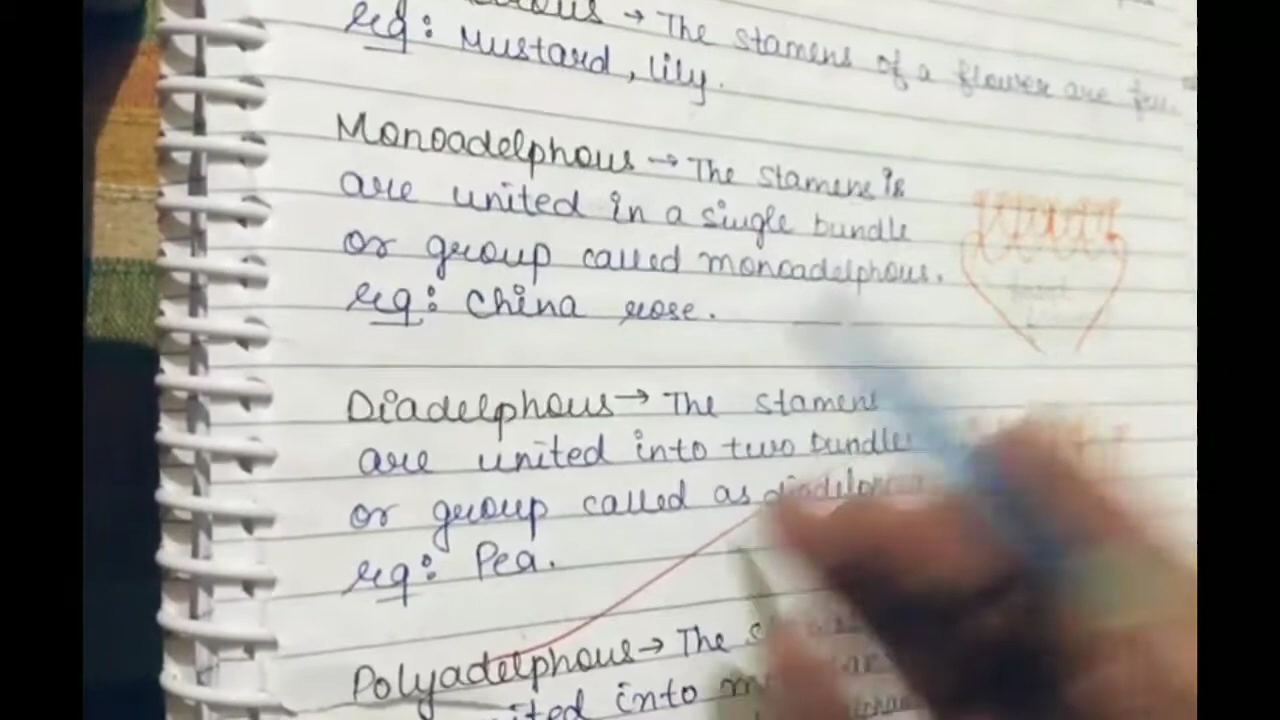 → The stamens of a flower are
eg: Mustard, lily.
Monoadelphous → The stamens
are united in a single bundle
or group called monoadelphous.
eg: China rose.
Diadelphous → The stamens
are united into two bundle
or group called as
eg: Pea.
Polyadelphous → The
into